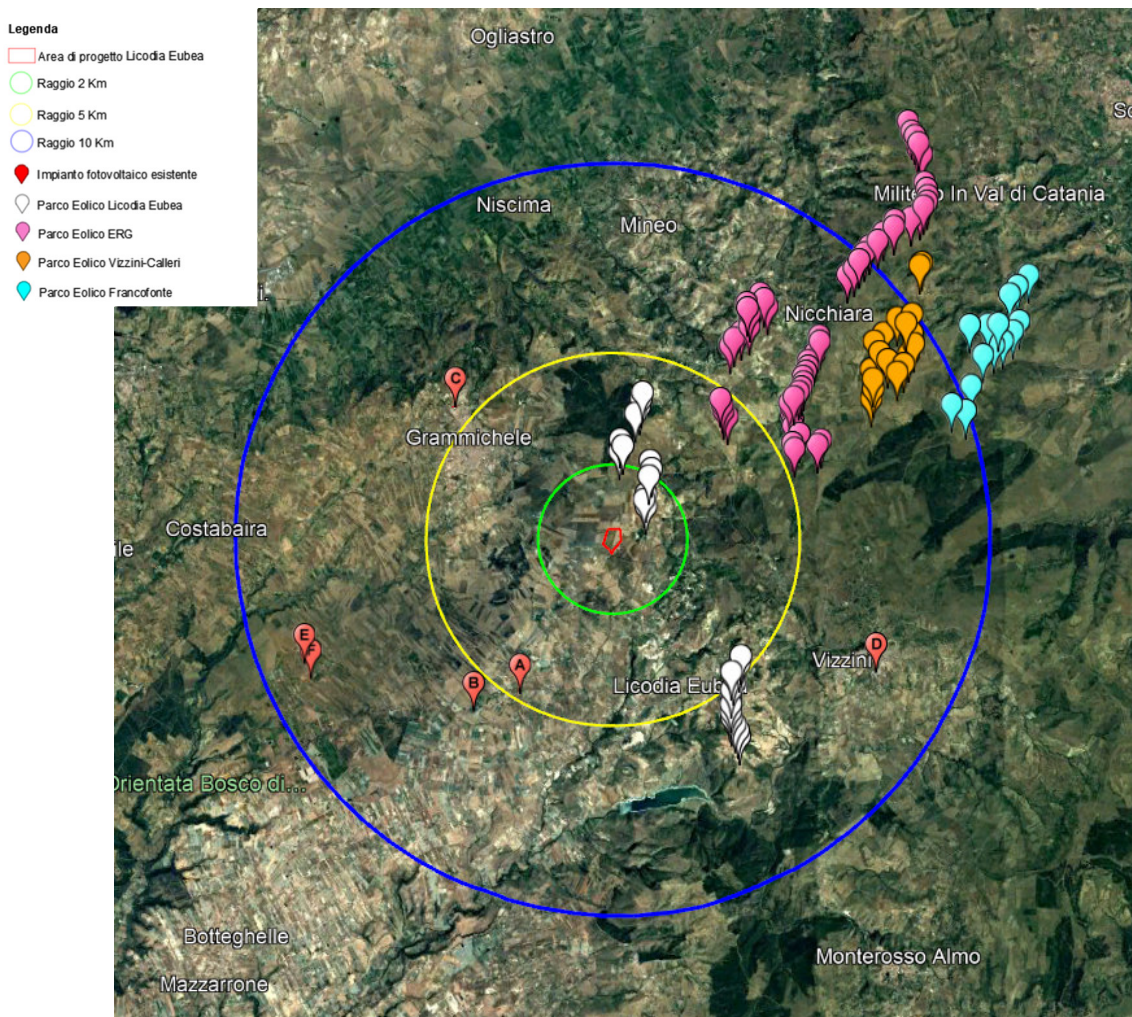 Legenda
Area di progetto Licodia Eubea
Raggio 2 Km
Raggio 5 Km
Raggio 10 Km
Impianto fotovoltaico esistente
Parco Eolico Licodia Eubea
Parco Eolico ERG
Parco Eolico Vizzini-Calleri
Parco Eolico Francofonte
Ogliastro
Niscima
Mineo
Nicchiara
C
Grammichele
Costabaira
ile
E
F
A
B
D
Vizzini
Licodia
Orientata Bosco di...
Botteghelle
Mazzarrone
Monterosso Almo
In Val di Catania